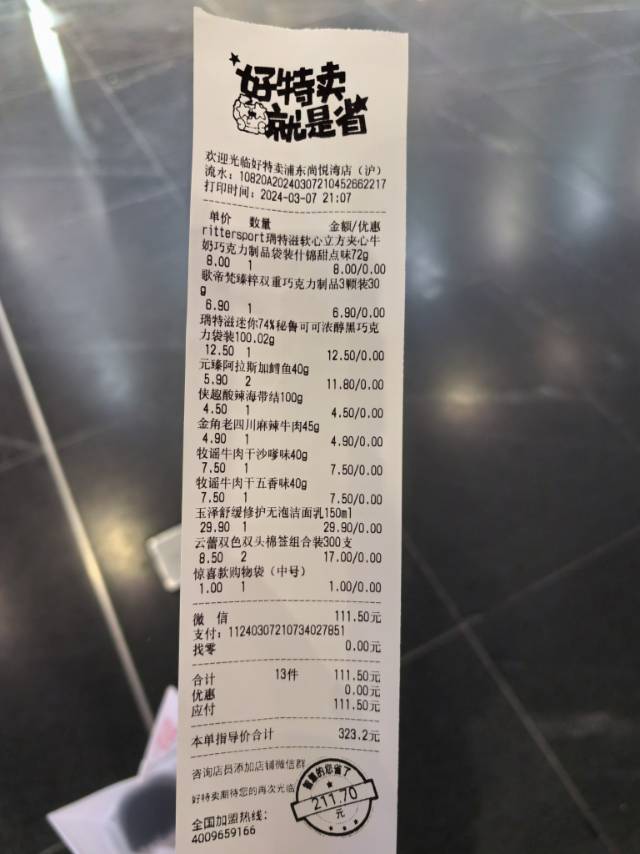 好特卖
就是省
欢迎光临好特卖浦东尚悦湾店（沪）
流水：10820A20240307210452662217
打印时间：2024-03-07 21:07
单价 数量 金额/优惠
rittersport瑞特滋软心立方夹心牛
奶巧克力制品袋装什锦甜点味72g
8.00 1 8.00/0.00
歌帝梵臻粹双重巧克力制品3颗装30
g
6.90 1 6.90/0.00
瑞特滋迷你74%秘鲁可可浓醇黑巧克
力袋装100.02g
12.50 1 12.50/0.00
元臻阿拉斯加鳕鱼40g
5.90 2 11.80/0.00
侠趣酸辣海带结100g
4.50 1 4.50/0.00
金角老四川麻辣牛肉45g
4.90 1 4.90/0.00
牧谣牛肉干沙嗲味40g
7.50 1 7.50/0.00
牧谣牛肉干五香味40g
7.50 1 7.50/0.00
玉泽舒缓修护无泡洁面乳150ml
29.90 1 29.90/0.00
云蕾双色双头棉签组合装300支
8.50 2 17.00/0.00
惊喜款购物袋（中号）
1.00 1 1.00/0.00
微 信 111.50元
支付：11240307210734027851
找零 0.00元
合计 13件 111.50元
优惠 0.00元
应付 111.50元
本单指导价合计 323.2元
咨询店员添加店铺微信群
好特卖期待您的再次光临
全国加盟热线：
4009659166
的您省了
211.70
元